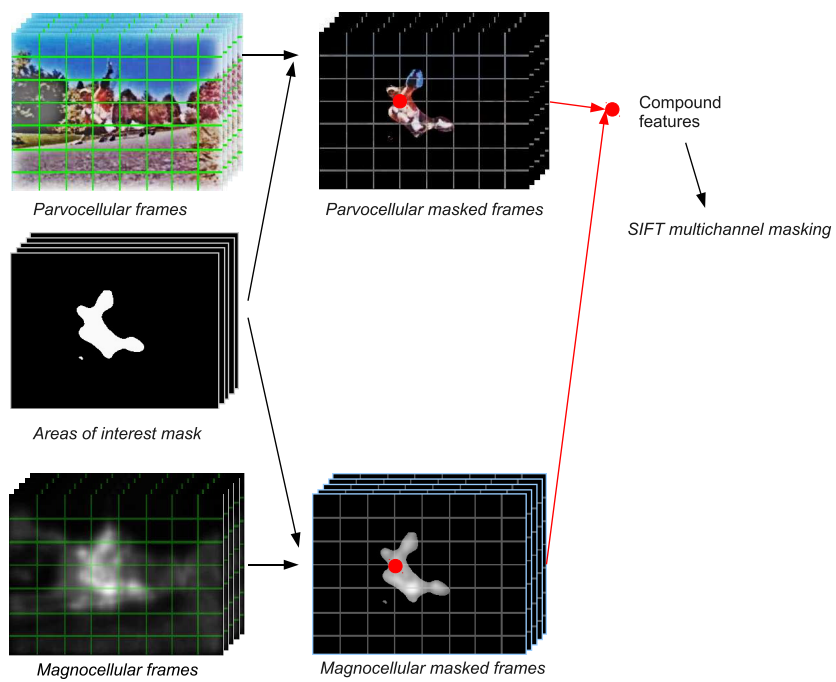 Parvocellular frames
Parvocellular masked frames
Compound
features
SIFT multichannel masking
Areas of interest mask
Magnocellular frames
Magnocellular masked frames